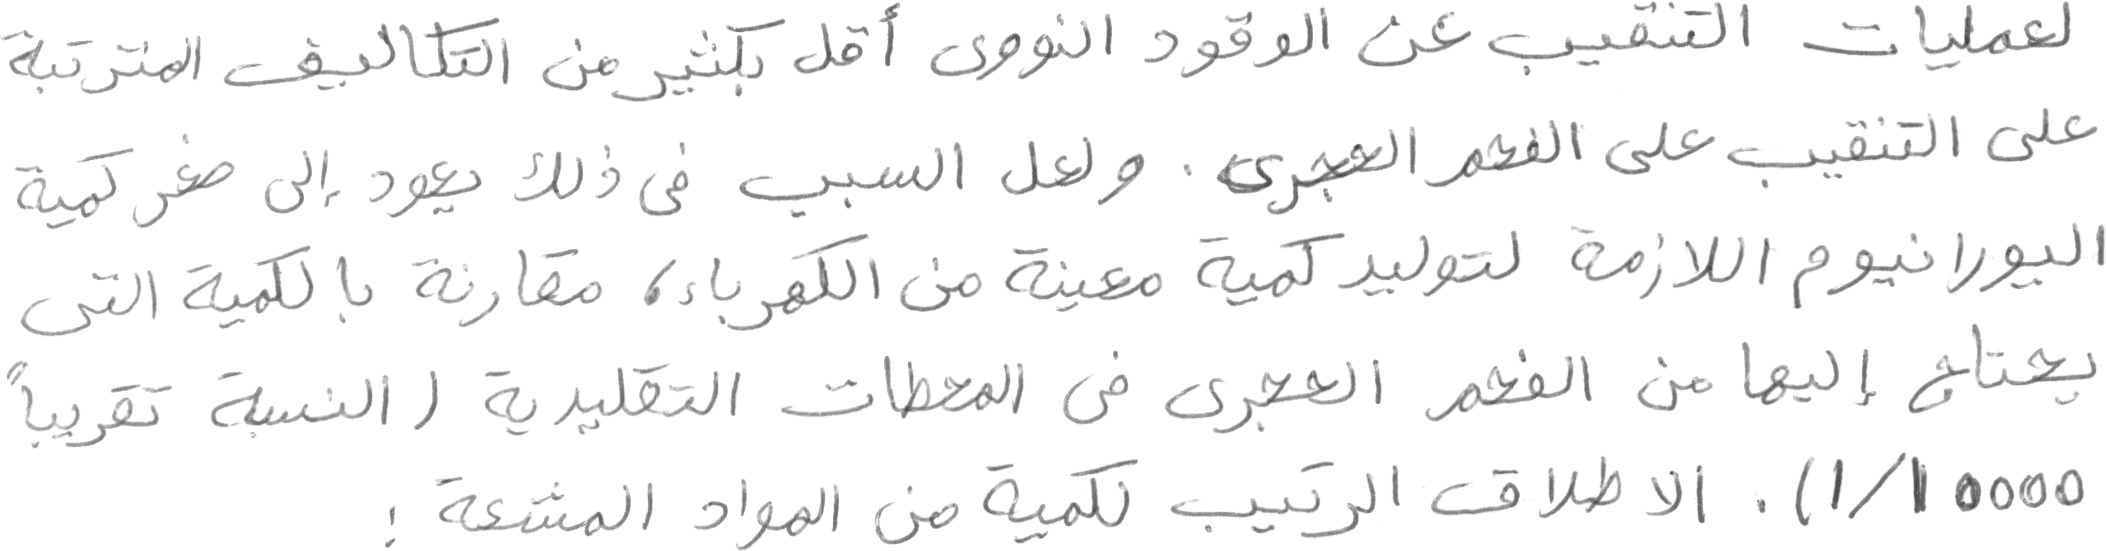 لعمليات التنقيب عن الوقود النووى أقل بكثير من التكاليف المترتبة
على التنقيب على الفحم الحجرى . ولعل السبب فى ذلك يعود إلى صغر كمية
اليورانيوم اللازمة لتوليد كمية معينة من الكهرباء، مقارنة بالكمية التى
يحتاج إليها من الفحم الحجرى فى المحطات التقليدية (النسبة تقريباً
1/10000). الاطلاق الرتيب لكمية من المواد المشعة :